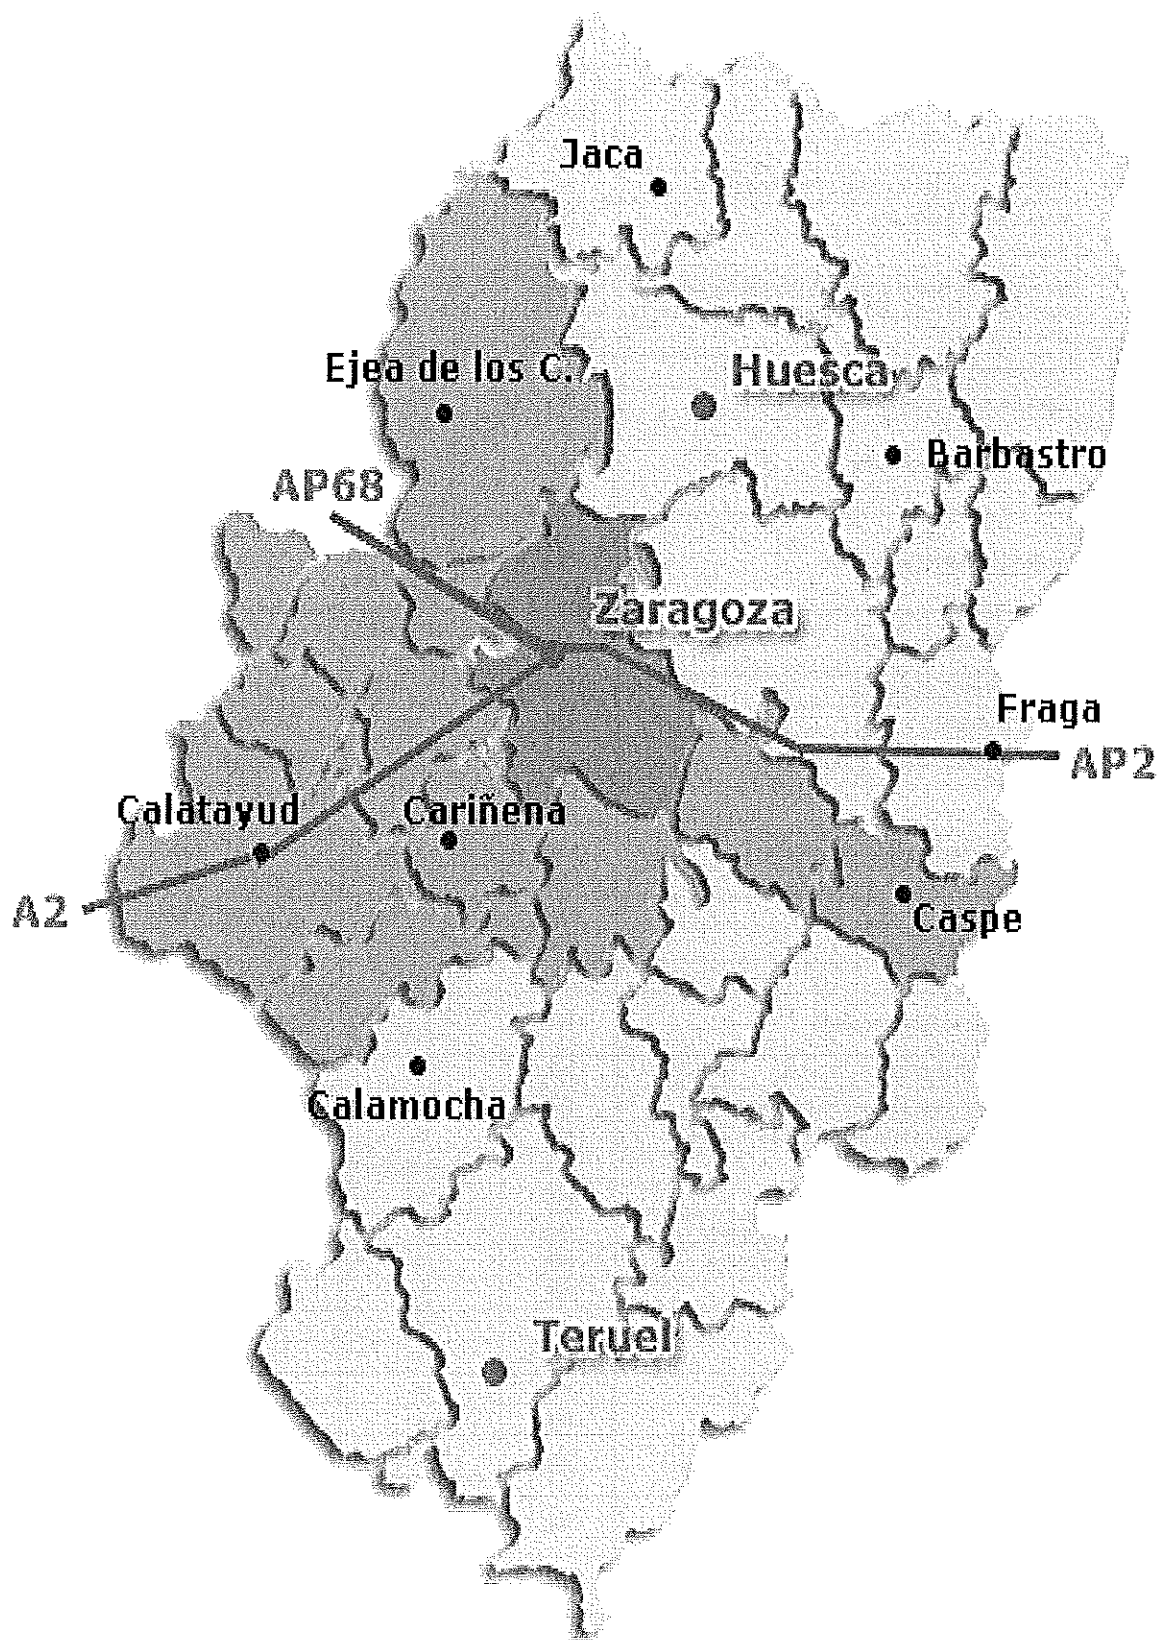 Jaca
Ejea de los C.
Huesca
Barbastro
AP68
Zaragoza
Fraga
AP2
Calatayud
Cariñena
A2
Caspe
Calamocha
Teruel